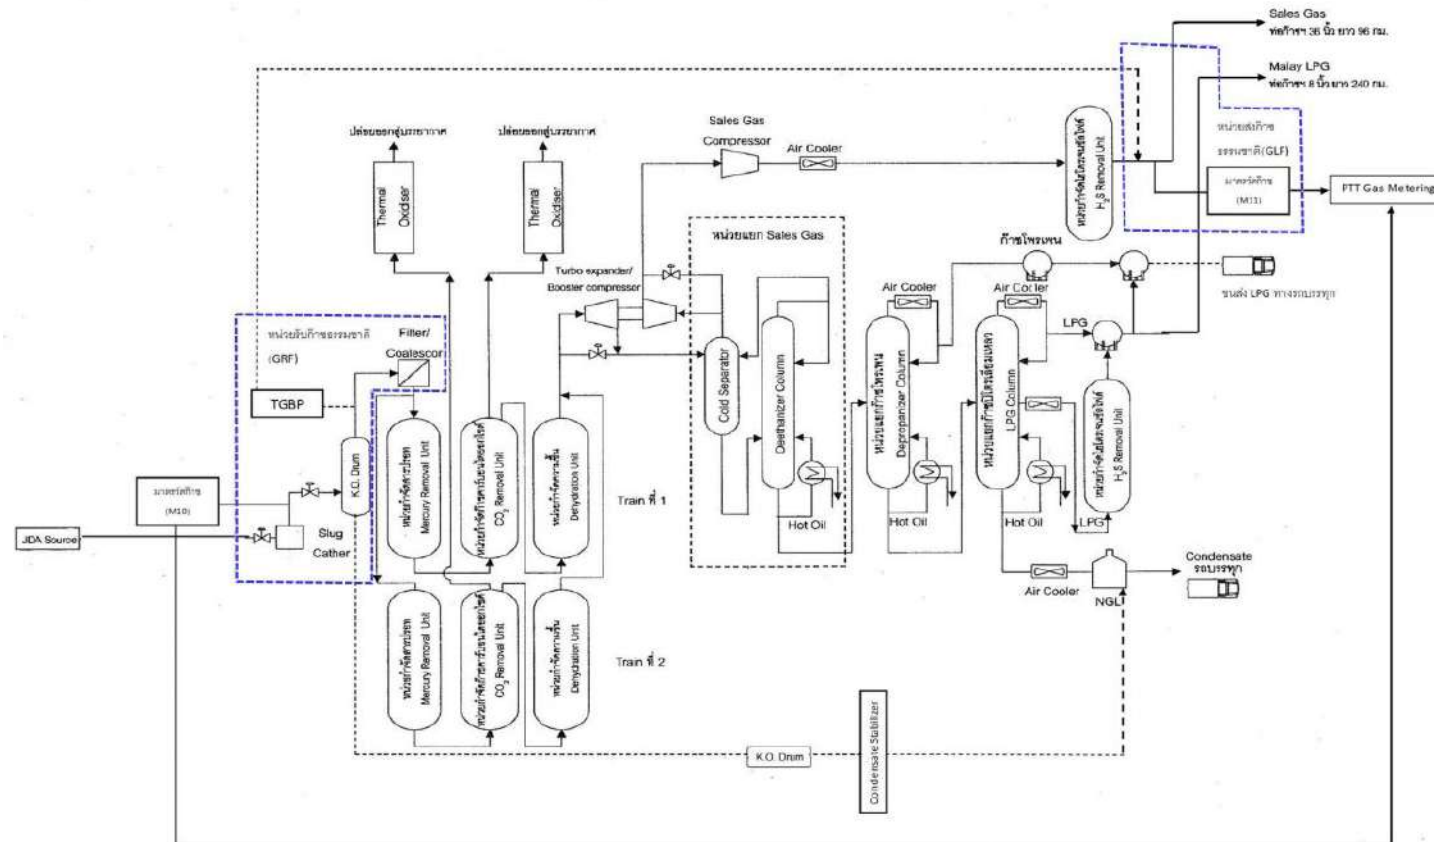 Sales Gas
ท่อก๊าซฯ 36 นิ้ว ยาว 96 กม.
Malay LPG
ท่อก๊าซฯ 8 นิ้ว ยาว 240 กม.
หน่วยส่งก๊าซ
ธรรมชาติ(GLF)
มาตรวัดก๊าซ
(M11)
PTT Gas Metering
ปล่อยออกสู่บรรยากาศ
ปล่อยออกสู่บรรยากาศ
Sales Gas
Compressor
Air Cooler
หน่วยกำจัดไฮโดรเจนซัลไฟด์
H2S Removal Unit
Thermal
Oxidiser
Thermal
Oxidiser
หน่วยแยก Sales Gas
ก๊าซโพรเพน
ขนส่ง LPG ทางรถบรรทุก
Turbo expander/
Booster compressor
Air Cooler
Air Cooler
LPG
หน่วยรับก๊าซธรรมชาติ
(GRF)
Filter/
Coalescor
TGBP
K.O. Drum
Cold Separator
Deethanizer Column
หน่วยแยกก๊าซโพรเพน
Depropanizer Column
หน่วยแยกก๊าซปิโตรเลียมเหลว
LPG Column
หน่วยกำจัดไฮโดรเจนซัลไฟด์
H2S Removal Unit
มาตรวัดก๊าซ
(M10)
JDA Source
Slug
Cather
หน่วยกำจัดสารปรอท
Mercury Removal Unit
หน่วยกำจัดก๊าซคาร์บอนไดออกไซด์
CO2 Removal Unit
หน่วยกำจัดความชื้น
Dehydration Unit
Train ที่ 1
Hot Oil
Hot Oil
Hot Oil
LPG
Air Cooler
NGL
Condensate
รถบรรทุก
หน่วยกำจัดสารปรอท
Mercury Removal Unit
หน่วยกำจัดก๊าซคาร์บอนไดออกไซด์
CO2 Removal Unit
หน่วยกำจัดความชื้น
Dehydration Unit
Train ที่ 2
K.O. Drum
Condensate Stabilizer